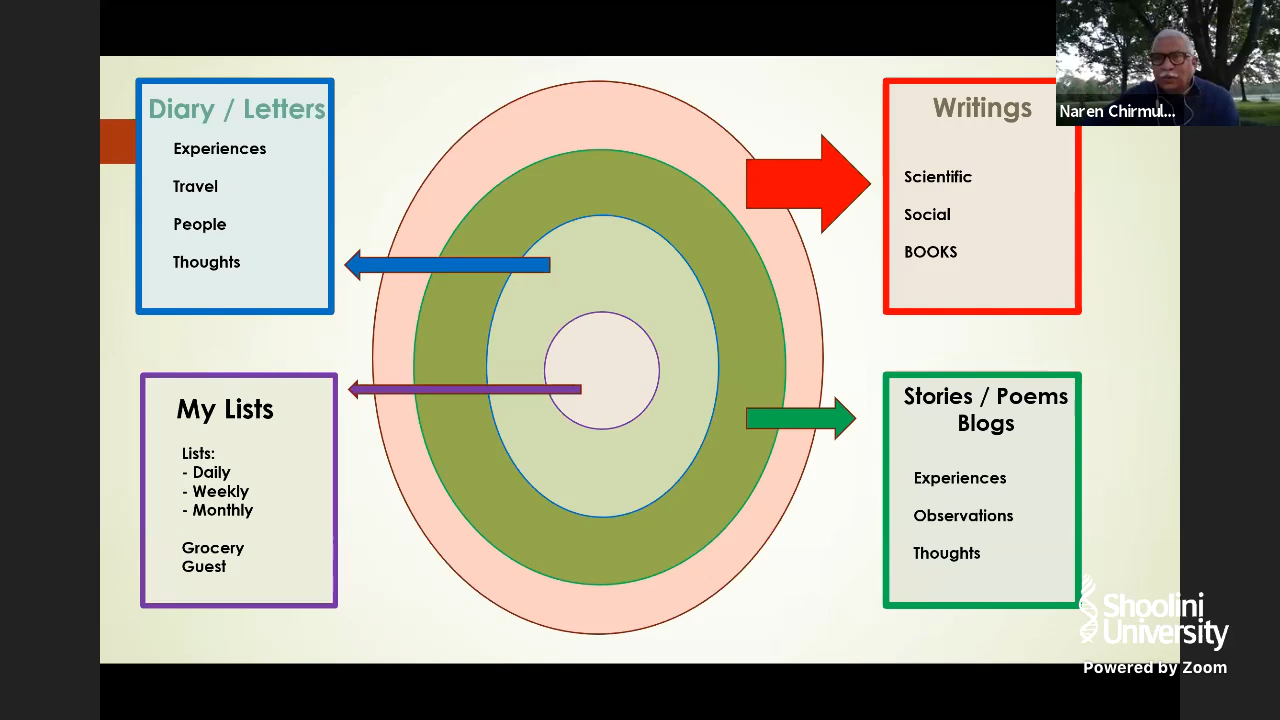 Diary / Letters
Experiences
Travel
People
Thoughts
My Lists
Lists:
- Daily
- Weekly
- Monthly
Grocery
Guest
Writings
Scientific
Social
BOOKS
Stories / Poems
Blogs
Experiences
Observations
Thoughts
Naren Chirmul...
Shoolini
University
Powered by Zoom